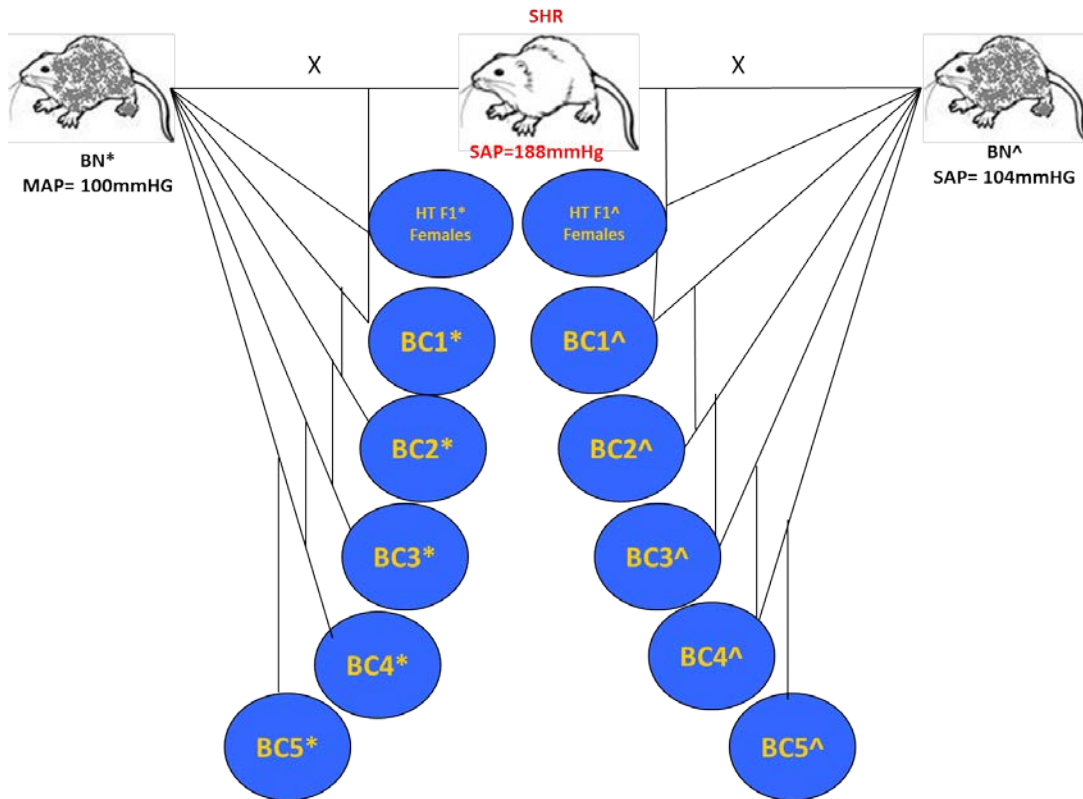 SHR
X
X
SAP=188mmHg
BN*
MAP= 100mmHG
BN^
SAP= 104mmHG
HT F1*
Females
HT F1^
Females
BC1*
BC1^
BC2*
BC2^
BC3*
BC3^
BC4*
BC4^
BC5*
BC5^